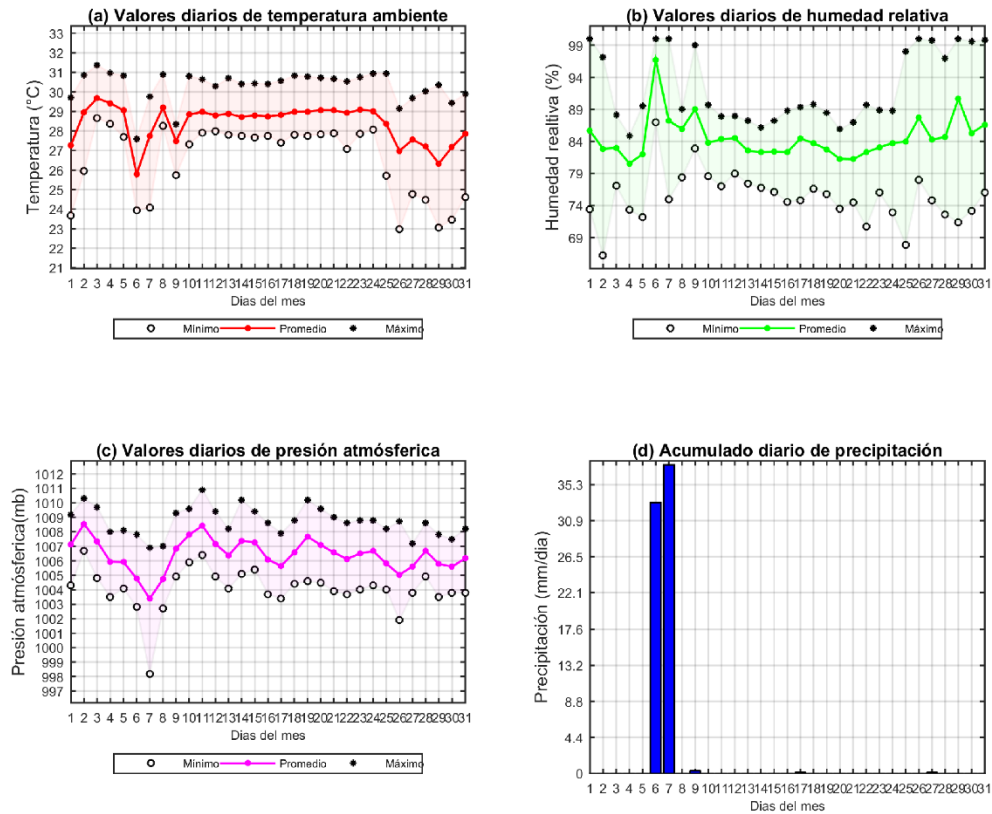 (a) Valores diarios de temperatura ambiente
33
32
31
30
29
28
27
26
25
24
23
22
21
Temperatura (°C)
1 2 3 4 5 6 7 8 9 10 11 12 13 14 15 16 17 18 19 20 21 22 23 24 25 26 27 28 29 30 31
Dias del mes
Mínimo Promedio Máximo
(b) Valores diarios de humedad relativa
99
94
89
84
79
74
69
Humedad realtiva (%)
1 2 3 4 5 6 7 8 9 10 11 12 13 14 15 16 17 18 19 20 21 22 23 24 25 26 27 28 29 30 31
Dias del mes
Mínimo Promedio Máximo
(c) Valores diarios de presión atmósferica
1012
1011
1010
1009
1008
1007
1006
1005
1004
1003
1002
1001
1000
999
998
997
Presión atmósferica(mb)
1 2 3 4 5 6 7 8 9 10 11 12 13 14 15 16 17 18 19 20 21 22 23 24 25 26 27 28 29 30 31
Dias del mes
Mínimo Promedio Máximo
(d) Acumulado diario de precipitación
35.3
30.9
26.5
22.1
17.6
13.2
8.8
4.4
0
Precipitación (mm/dia)
1 2 3 4 5 6 7 8 9 10 11 12 13 14 15 16 17 18 19 20 21 22 23 24 25 26 27 28 29 30 31
Dias del mes